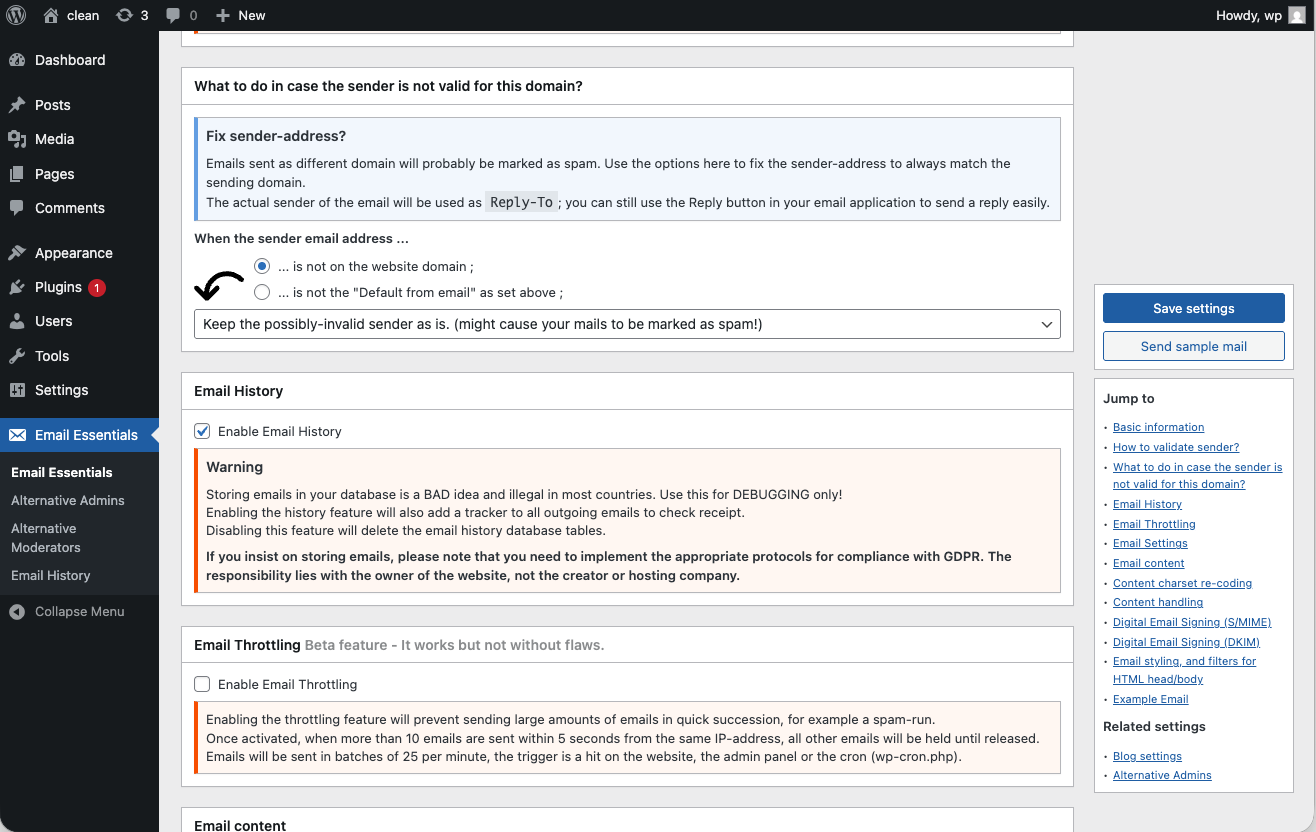 clean 3 0 New Howdy, wp
Dashboard
Posts
Media
Pages
Comments
Appearance
Plugins 1
Users
Tools
Settings
Email Essentials
Email Essentials
Alternative Admins
Alternative
Moderators
Email History
Collapse Menu
What to do in case the sender is not valid for this domain?
Fix sender-address?
Emails sent as different domain will probably be marked as spam. Use the options here to fix the sender-address to always match the
sending domain.
The actual sender of the email will be used as Reply-To ; you can still use the Reply button in your email application to send a reply easily.
When the sender email address ...
... is not on the website domain ;
... is not the "Default from email" as set above ;
Keep the possibly-invalid sender as is. (might cause your mails to be marked as spam!)
Email History
Enable Email History
Warning
Storing emails in your database is a BAD idea and illegal in most countries. Use this for DEBUGGING only!
Enabling the history feature will also add a tracker to all outgoing emails to check receipt.
Disabling this feature will delete the email history database tables.
If you insist on storing emails, please note that you need to implement the appropriate protocols for compliance with GDPR. The
responsibility lies with the owner of the website, not the creator or hosting company.
Email Throttling Beta feature - It works but not without flaws.
Enable Email Throttling
Enabling the throttling feature will prevent sending large amounts of emails in quick succession, for example a spam-run.
Once activated, when more than 10 emails are sent within 5 seconds from the same IP-address, all other emails will be held until released.
Emails will be sent in batches of 25 per minute, the trigger is a hit on the website, the admin panel or the cron (wp-cron.php).
Email content
Save settings
Send sample mail
Jump to
Basic information
How to validate sender?
What to do in case the sender is
not valid for this domain?
Email History
Email Throttling
Email Settings
Email content
Content charset re-coding
Content handling
Digital Email Signing (S/MIME)
Digital Email Signing (DKIM)
Email styling, and filters for
HTML head/body
Example Email
Related settings
Blog settings
Alternative Admins